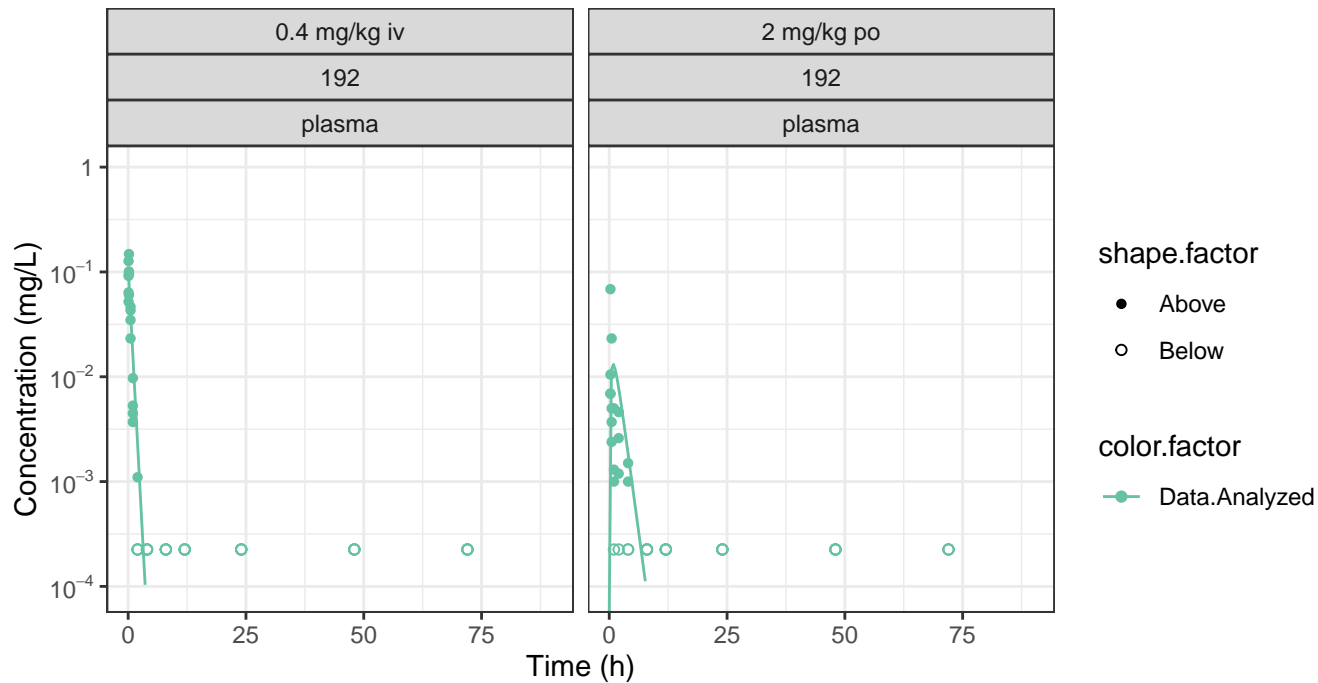 0.4 mg/kg iv
192
plasma
2 mg/kg po
192
plasma
1
10⁻¹
10⁻²
10⁻³
10⁻⁴
Concentration (mg/L)
0 25 50 75
0 25 50 75
Time (h)
shape.factor
Above
Below
color.factor
Data.Analyzed